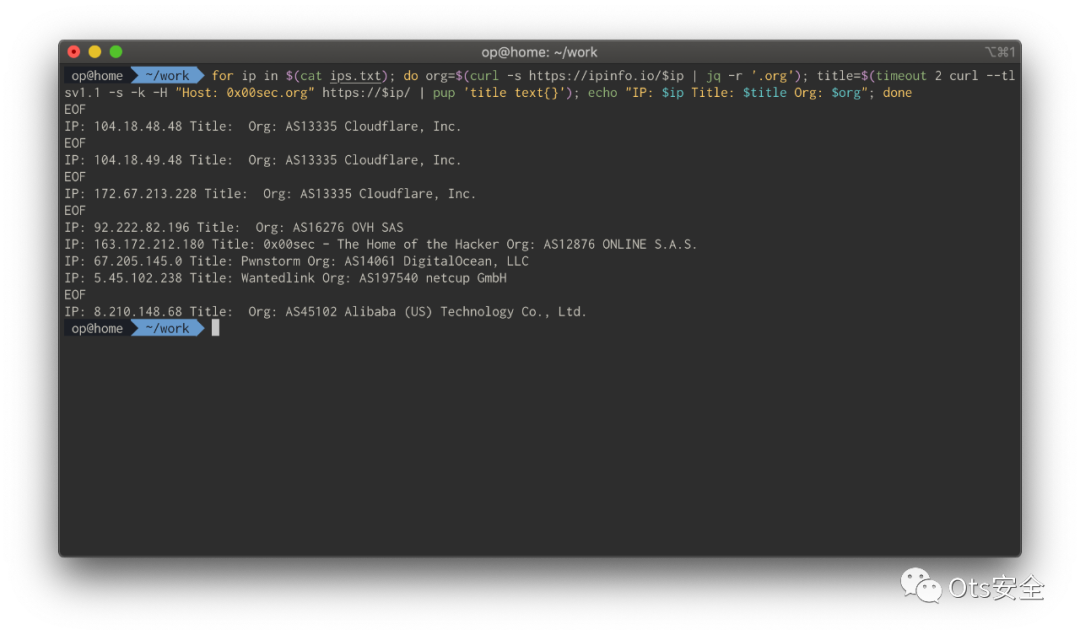 op@home: ~/work
⌥⌘1
op@home ~/work for ip in $(cat ips.txt); do org=$(curl -s https://ipinfo.io/$ip | jq -r '.org'); title=$(timeout 2 curl --tl
sv1.1 -s -k -H "Host: 0x00sec.org" https://$ip/ | pup 'title text{}'); echo "IP: $ip Title: $title Org: $org"; done
EOF
IP: 104.18.48.48 Title:  Org: AS13335 Cloudflare, Inc.
EOF
IP: 104.18.49.48 Title:  Org: AS13335 Cloudflare, Inc.
EOF
IP: 172.67.213.228 Title:  Org: AS13335 Cloudflare, Inc.
EOF
IP: 92.222.82.196 Title:  Org: AS16276 OVH SAS
IP: 163.172.212.180 Title: 0x00sec - The Home of the Hacker Org: AS12876 ONLINE S.A.S.
IP: 67.205.145.0 Title: Pwnstorm Org: AS14061 DigitalOcean, LLC
IP: 5.45.102.238 Title: Wantedlink Org: AS197540 netcup GmbH
EOF
IP: 8.210.148.68 Title:  Org: AS45102 Alibaba (US) Technology Co., Ltd.
op@home ~/work
Ots安全